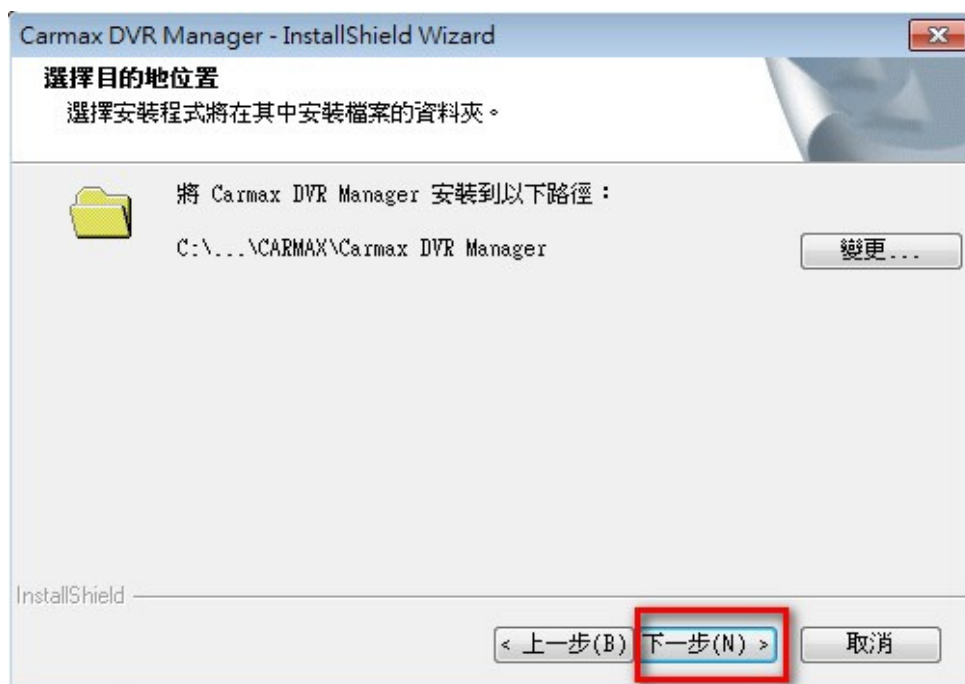 Carmax DVR Manager - InstallShield Wizard
選擇目的地位置
選擇安裝程式將在其中安裝檔案的資料夾。
將 Carmax DVR Manager 安裝到以下路徑：
C:\...\CARMAX\Carmax DVR Manager
變更...
InstallShield
< 上一步(B) 下一步(N) > 取消